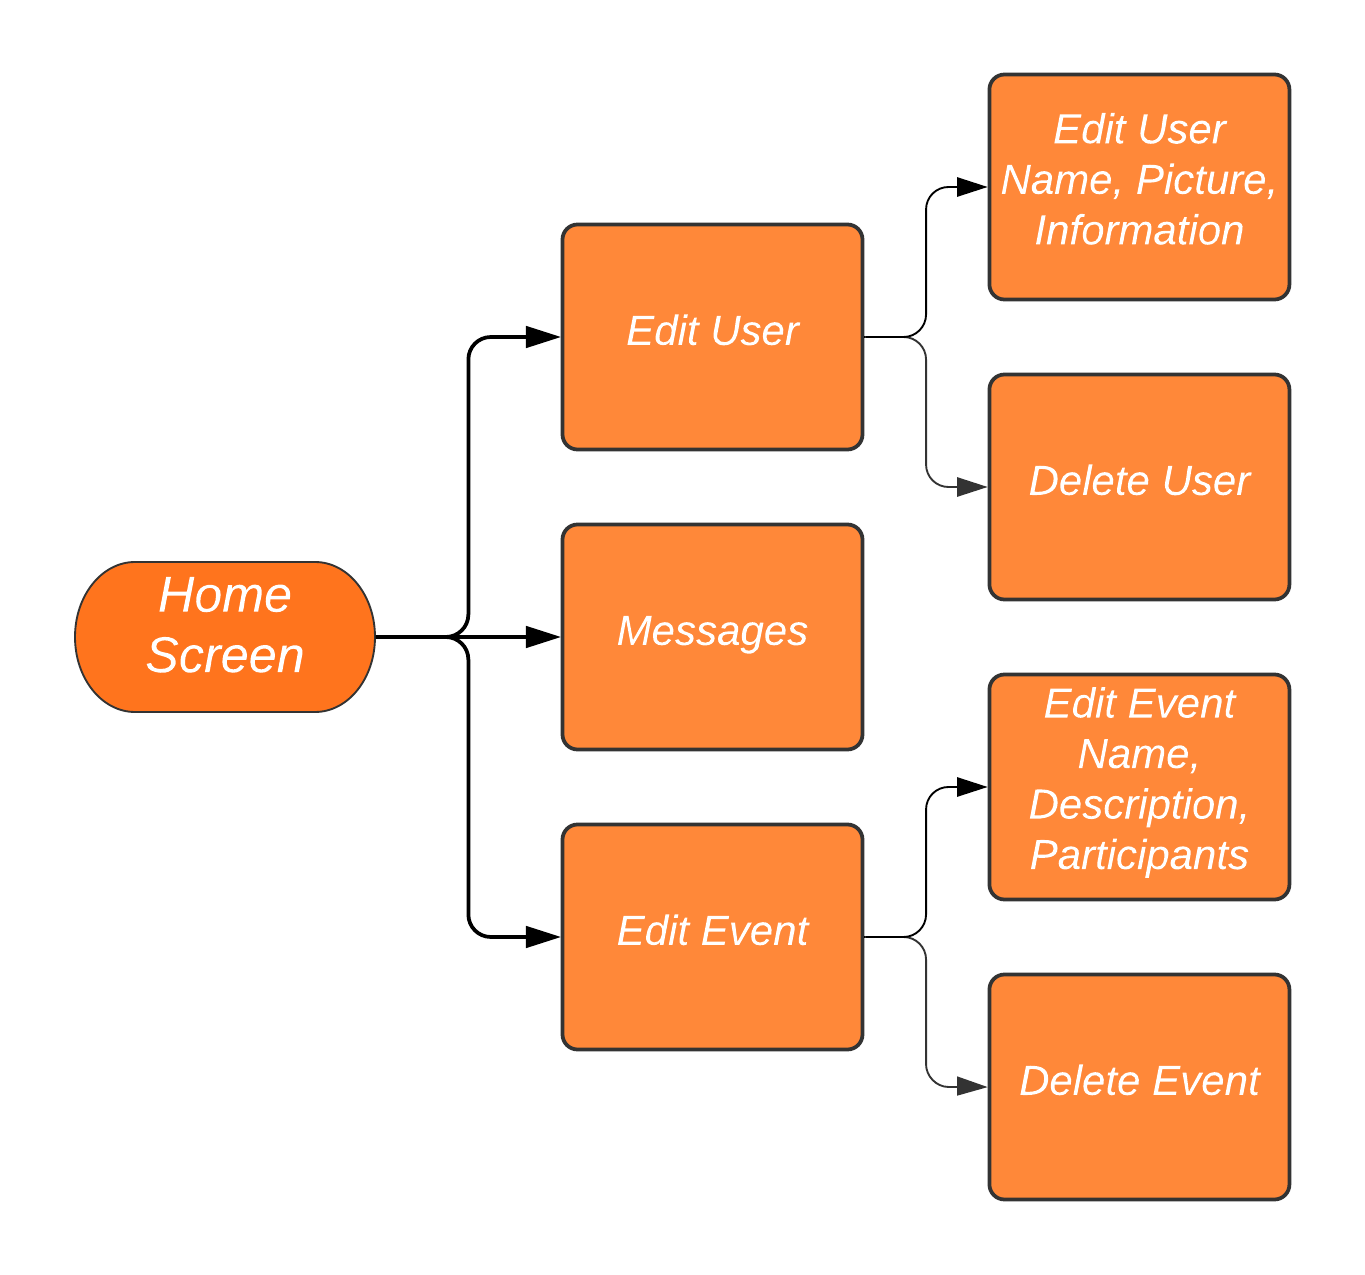 Home
Screen
Edit User
Messages
Edit Event
Edit User
Name, Picture,
Information
Delete User
Edit Event
Name,
Description,
Participants
Delete Event